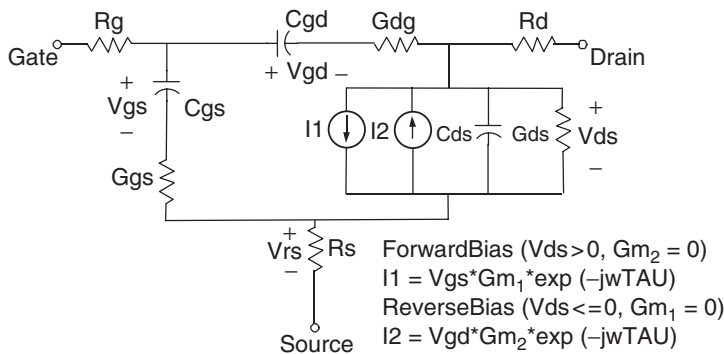 Rg
Cgd
Gdg
Rd
Gate
Drain
+ Vgd –
+
Vgs
–
Cgs
I1
I2
Cds
Gds
+
Vds
–
Ggs
+
Vrs
–
Rs
ForwardBias (Vds>0, Gm₂ = 0)
I1 = Vgs*Gm₁*exp (–jwTAU)
ReverseBias (Vds<=0, Gm₁ = 0)
I2 = Vgd*Gm₂*exp (–jwTAU)
Source